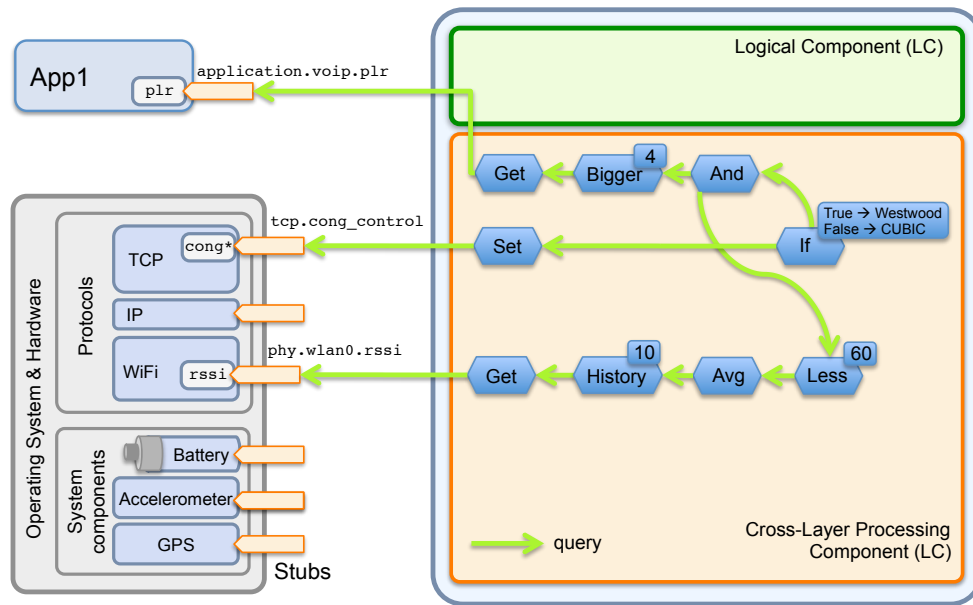 Logical Component (LC)
App1
plr
application.voip.plr
Get
Bigger
4
And
True → Westwood
False → CUBIC
If
Set
tcp.cong_control
Operating System & Hardware
Protocols
TCP
cong*
IP
WiFi
rssi
phy.wlan0.rssi
Get
History
10
Avg
Less
60
System
components
Battery
Accelerometer
GPS
Stubs
query
Cross-Layer Processing
Component (LC)